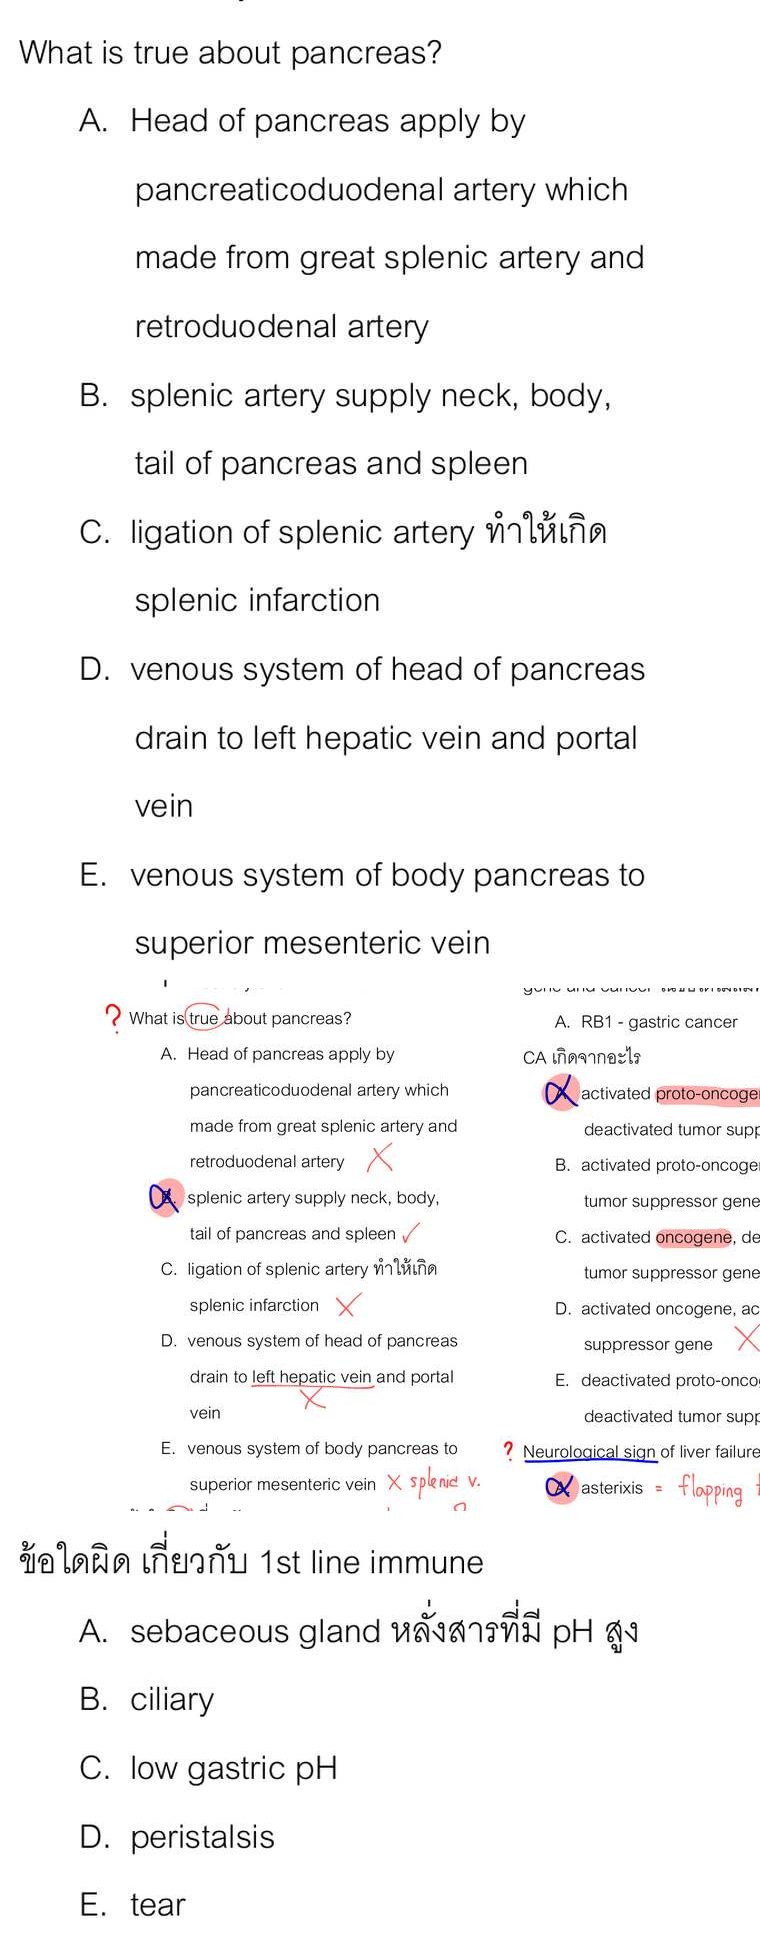 What is true about pancreas?
A. Head of pancreas apply by
pancreaticoduodenal artery which
made from great splenic artery and
retroduodenal artery
B. splenic artery supply neck, body,
tail of pancreas and spleen
C. ligation of splenic artery ทำให้เกิด
splenic infarction
D. venous system of head of pancreas
drain to left hepatic vein and portal
vein
E. venous system of body pancreas to
superior mesenteric vein
? What is true about pancreas?
A. Head of pancreas apply by
pancreaticoduodenal artery which
made from great splenic artery and
retroduodenal artery
B. splenic artery supply neck, body,
tail of pancreas and spleen
C. ligation of splenic artery ทำให้เกิด
splenic infarction
D. venous system of head of pancreas
drain to left hepatic vein and portal
vein
E. venous system of body pancreas to
superior mesenteric vein X splenic v.
A. RB1 - gastric cancer
CA เกิดจากอะไร
activated proto-oncoge
deactivated tumor supp
B. activated proto-oncoge
tumor suppressor gene
C. activated oncogene, de
tumor suppressor gene
D. activated oncogene, ac
suppressor gene
E. deactivated proto-onco
deactivated tumor supp
? Neurological sign of liver failure
A. asterixis = flapping
ข้อใดผิด เกี่ยวกับ 1st line immune
A. sebaceous gland หลั่งสารที่มี pH สูง
B. ciliary
C. low gastric pH
D. peristalsis
E. tear